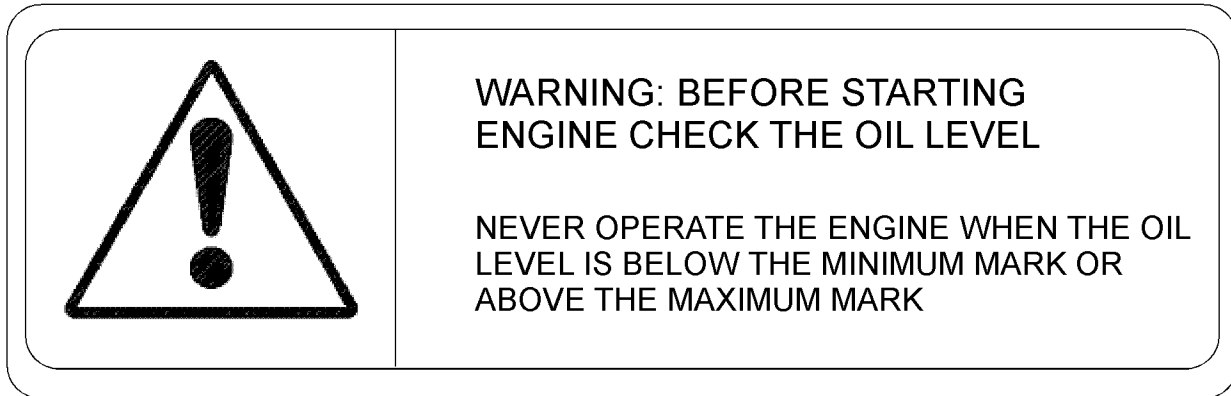 WARNING: BEFORE STARTING
ENGINE CHECK THE OIL LEVEL
NEVER OPERATE THE ENGINE WHEN THE OIL
LEVEL IS BELOW THE MINIMUM MARK OR
ABOVE THE MAXIMUM MARK